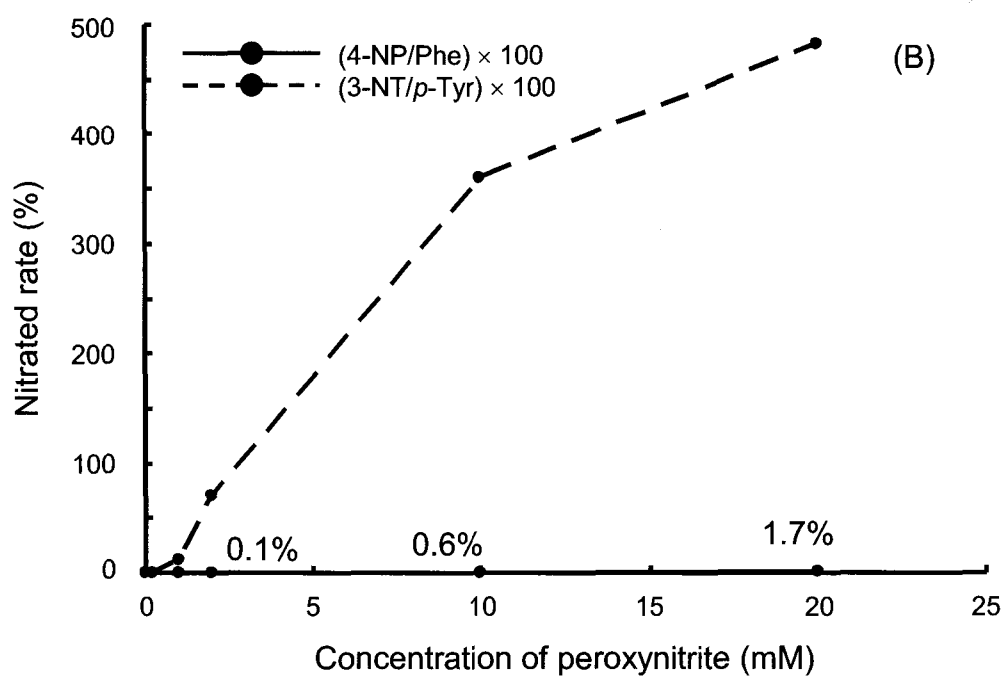 500
(4-NP/Phe) × 100
(B)
(3-NT/p-Tyr) × 100
400
300
200
100
0
Nitrated rate (%)
0.1%
0.6%
1.7%
0 5 10 15 20 25
Concentration of peroxynitrite (mM)